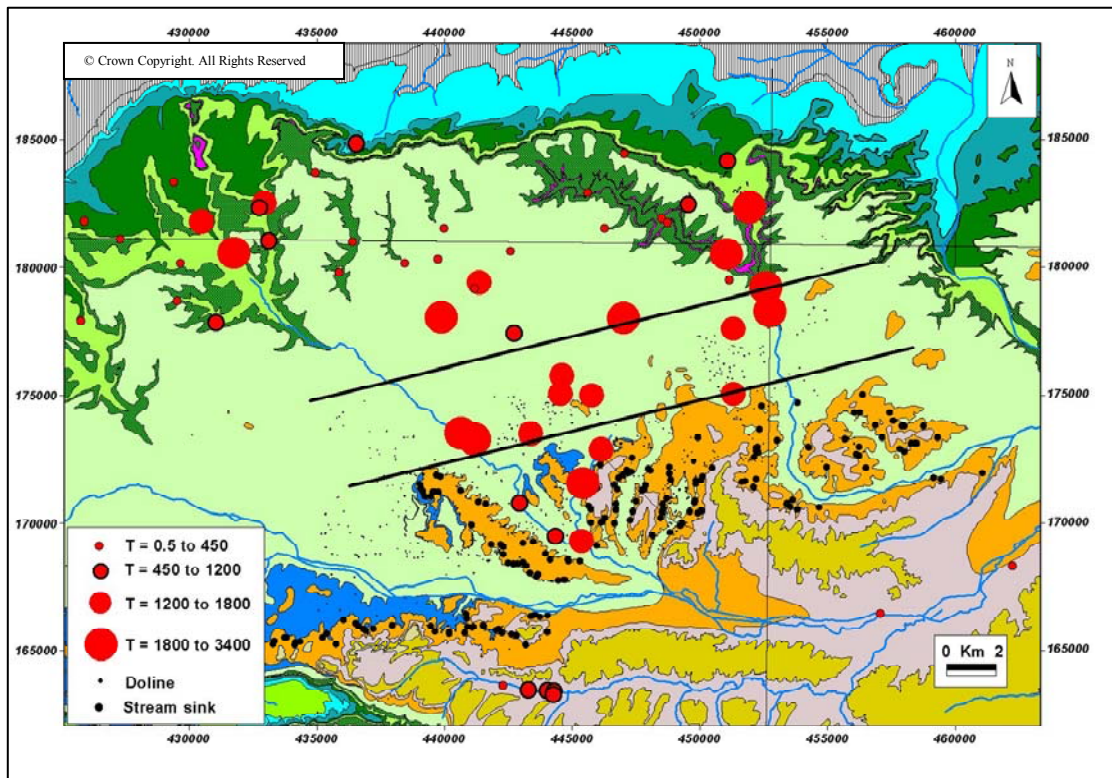 430000 435000 440000 445000 450000 455000 460000
© Crown Copyright. All Rights Reserved
N
185000 185000
180000 180000
175000 175000
170000 170000
165000 165000
T = 0.5 to 450
T = 450 to 1200
T = 1200 to 1800
T = 1800 to 3400
Doline
Stream sink
0 Km 2
430000 435000 440000 445000 450000 455000 460000